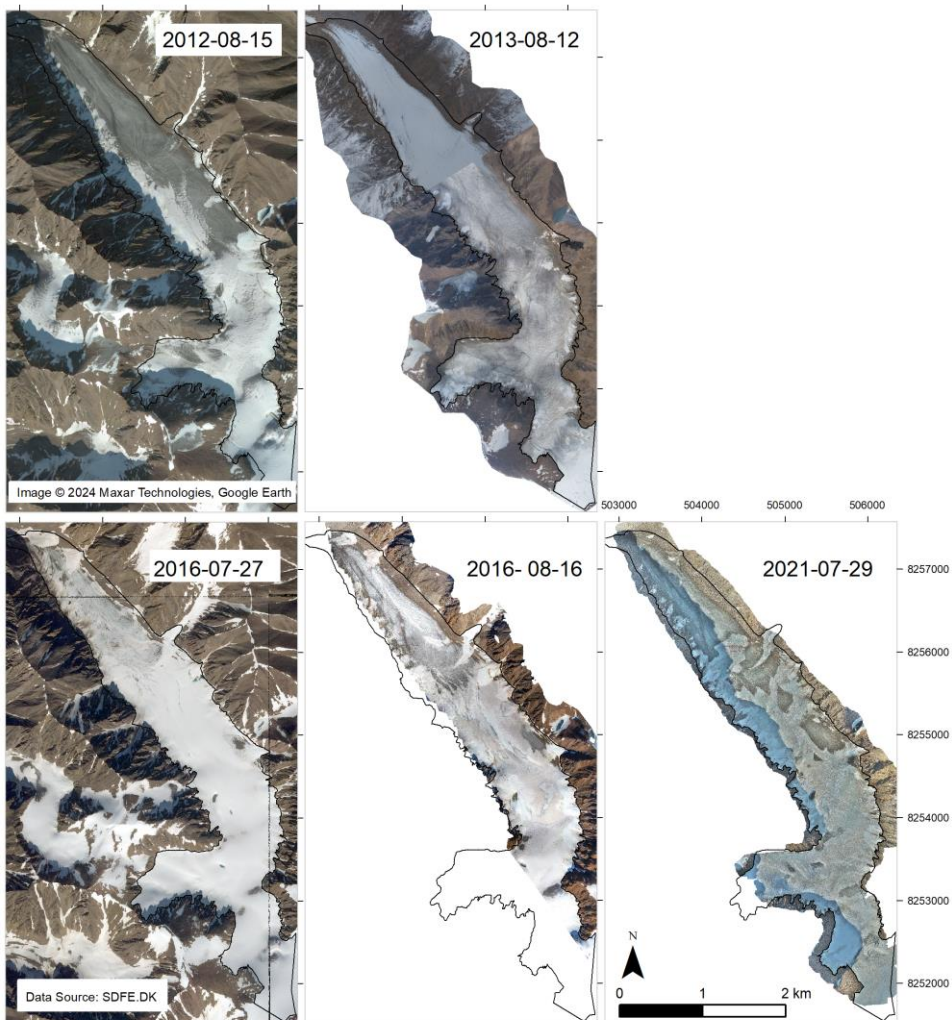 2012-08-15
2013-08-12
Image © 2024 Maxar Technologies, Google Earth
503000 504000 505000 506000
2016-07-27
2016- 08-16
2021-07-29
8257000
8256000
8255000
8254000
8253000
8252000
N
0 1 2 km
Data Source: SDFE.DK